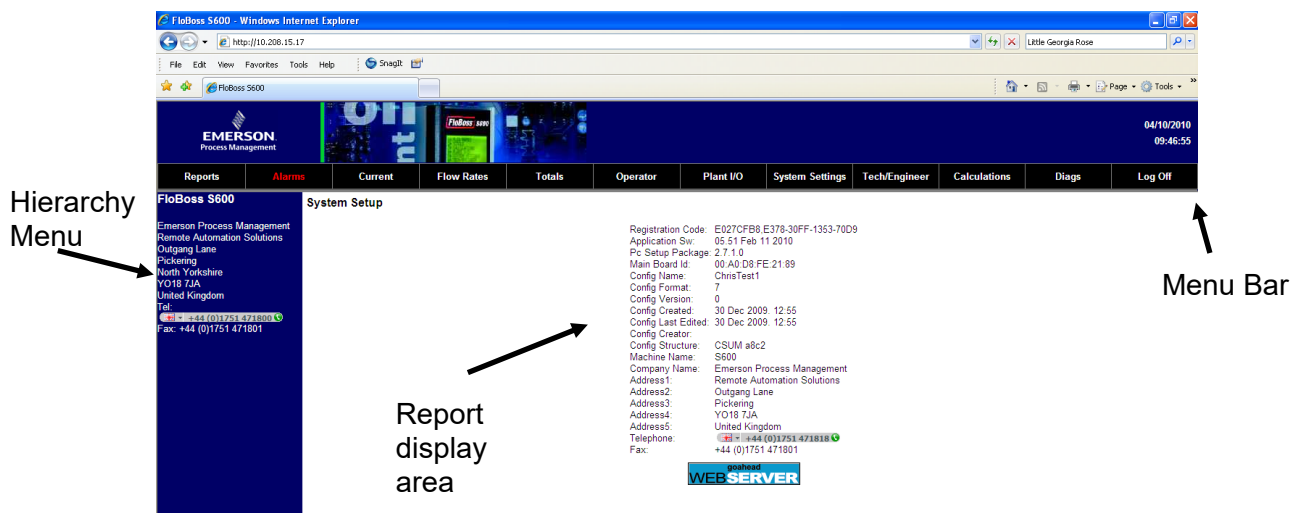 FloBoss S600 - Windows Internet Explorer
http://10.208.15.17
Little Georgia Rose
File Edit View Favorites Tools Help SnagIt
FloBoss S600
Page Tools
EMERSON.
Process Management
FloBoss S600
04/10/2010
09:46:55
Reports Alarms Current Flow Rates Totals Operator Plant I/O System Settings Tech/Engineer Calculations Diags Log Off
Hierarchy
Menu
FloBoss S600
Emerson Process Management
Remote Automation Solutions
Outgang Lane
Pickering
North Yorkshire
YO18 7JA
United Kingdom
Tel:
+44 (0)1751 471800
Fax: +44 (0)1751 471801
System Setup
Registration Code: E027CFB8.E378-30FF-1353-70D9
Application Sw: 05.51 Feb 11 2010
Pc Setup Package: 2.7.1.0
Main Board Id: 00:A0:D8:FE:21:89
Config Name: ChrisTest1
Config Format: 7
Config Version: 0
Config Created: 30 Dec 2009. 12:55
Config Last Edited: 30 Dec 2009. 12:55
Config Creator:
Config Structure: CSUM a8c2
Machine Name: S600
Company Name: Emerson Process Management
Address1: Remote Automation Solutions
Address2: Outgang Lane
Address3: Pickering
Address4: YO18 7JA
Address5: United Kingdom
Telephone: +44 (0)1751 471818
Fax: +44 (0)1751 471801
goahead
WEBSERVER
Menu Bar
Report
display
area